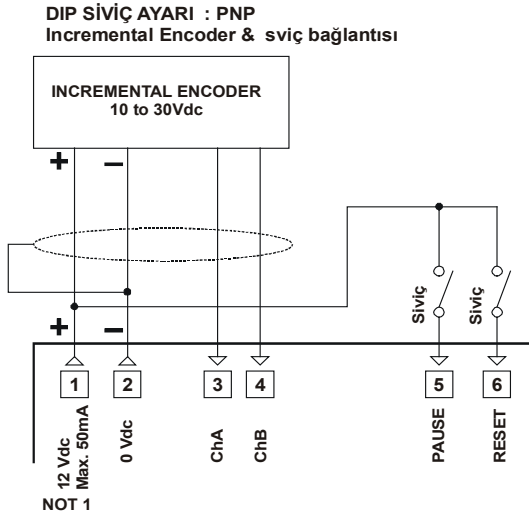 DIP SİVİÇ AYARI : PNP
Incremental Encoder & sviç bağlantısı
INCREMENTAL ENCODER
10 to 30Vdc
+
−
Siviç
Siviç
+
−
1
2
3
4
5
6
12 Vdc
Max. 50mA
0 Vdc
ChA
ChB
PAUSE
RESET
NOT 1